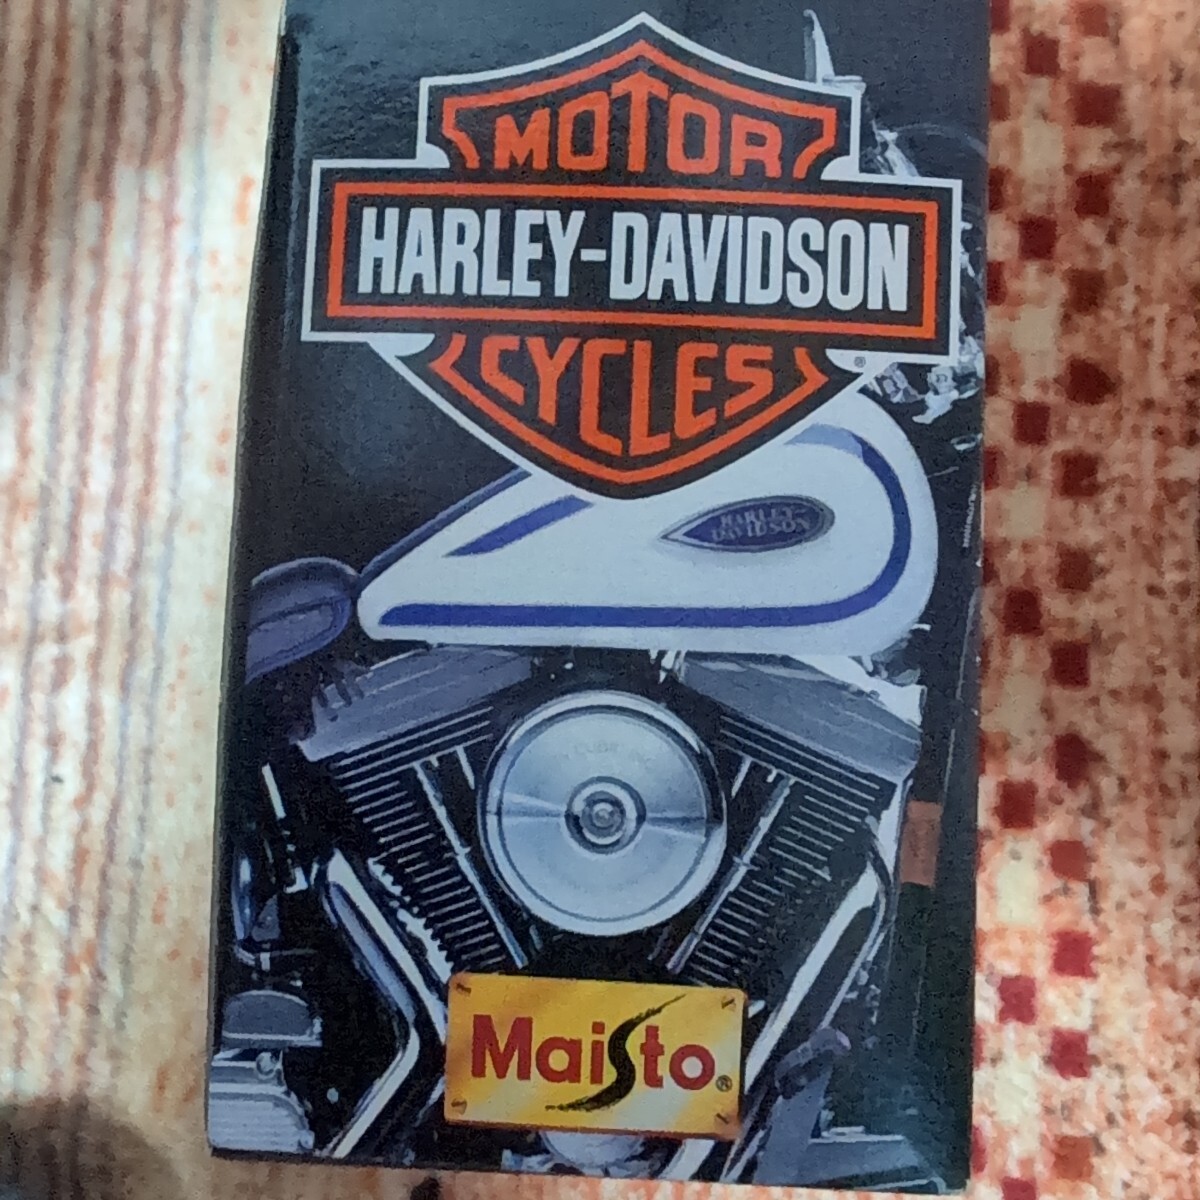 MOTOR
HARLEY-DAVIDSON
CYCLES
®
HARLEY-
DAVIDSON
Maisto®